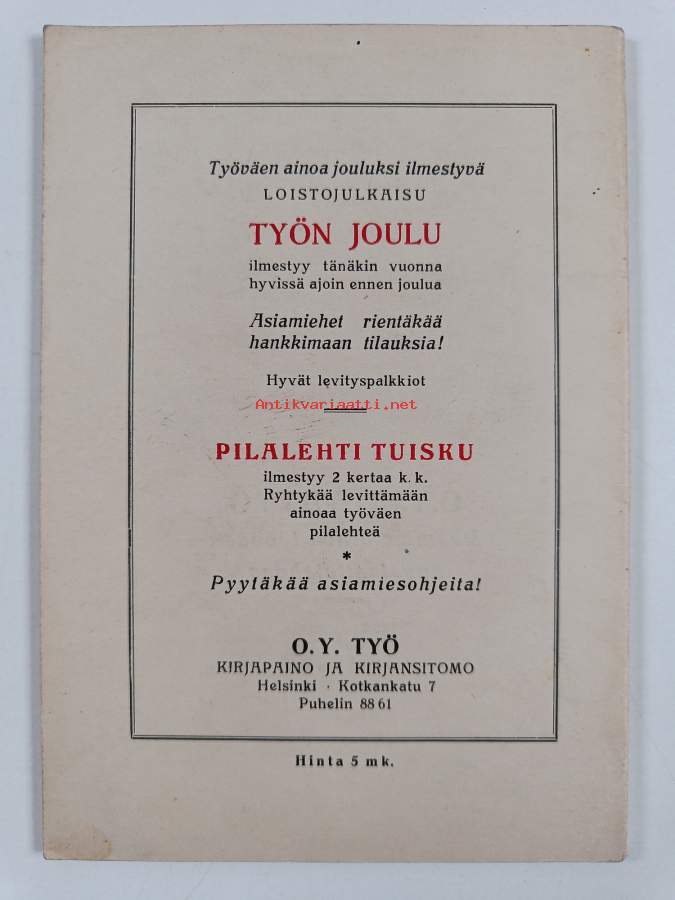 Työväen ainoa jouluksi ilmestyvä
LOISTOJULKAISU
TYÖN JOULU
ilmestyy tänäkin vuonna
hyvissä ajoin ennen joulua
Asiamiehet rientäkää
hankkimaan tilauksia!
Hyvät levityspalkkiot
Antikvariaatti.net
PILALEHTI TUISKU
ilmestyy 2 kertaa k. k.
Ryhtykää levittämään
ainoaa työväen
pilalehteä
*
Pyytäkää asiamiesohjeita!
O.Y. TYÖ
KIRJAPAINO JA KIRJANSITOMO
Helsinki · Kotkankatu 7
Puhelin 88 61
Hinta 5 mk.